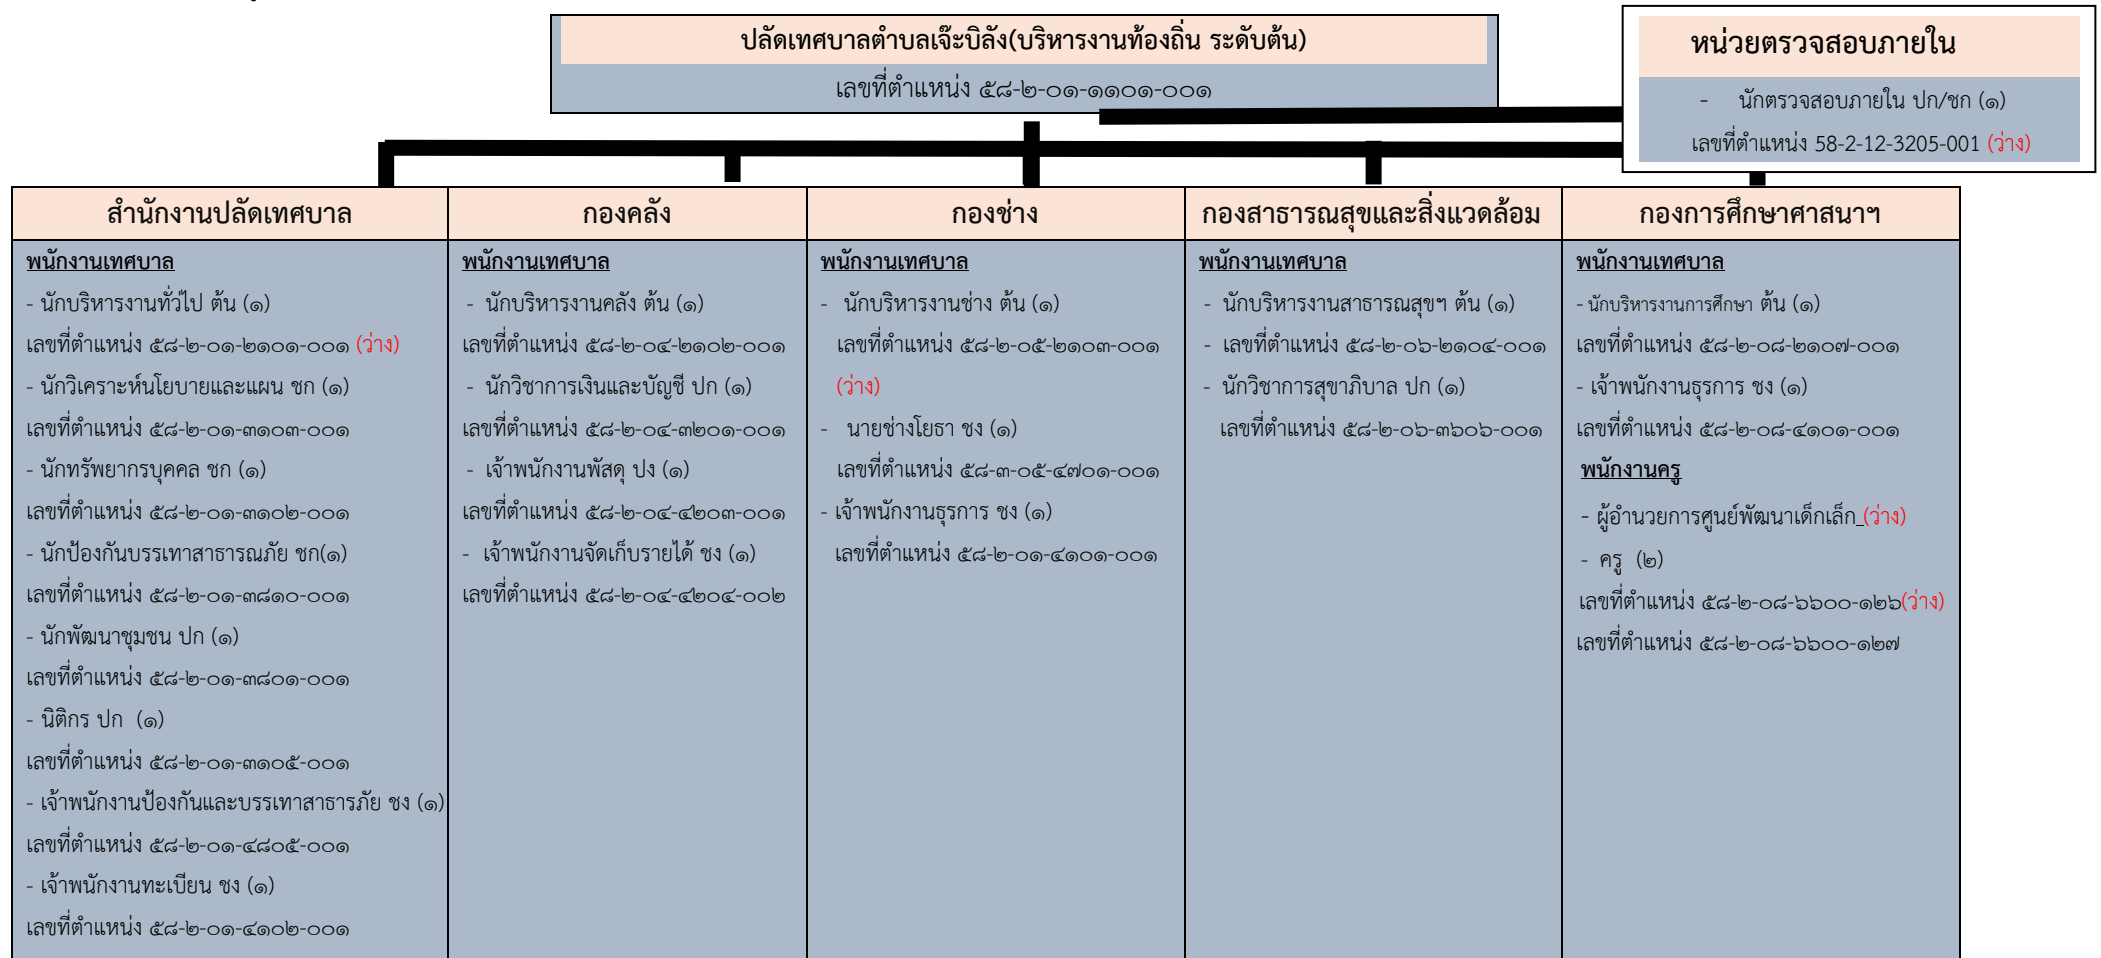 ปลัดเทศบาลตำบลเจ๊ะบิลัง(บริหารงานท้องถิ่น ระดับต้น)
เลขที่ตำแหน่ง ๕๘-๒-๐๑-๑๑๐๑-๐๐๑
หน่วยตรวจสอบภายใน
- นักตรวจสอบภายใน ปก/ชก (๑)
เลขที่ตำแหน่ง 58-2-12-3205-001 (ว่าง)
สำนักงานปลัดเทศบาล
พนักงานเทศบาล
- นักบริหารงานทั่วไป ต้น (๑)
เลขที่ตำแหน่ง ๕๘-๒-๐๑-๒๑๐๑-๐๐๑ (ว่าง)
- นักวิเคราะห์นโยบายและแผน ชก (๑)
เลขที่ตำแหน่ง ๕๘-๒-๐๑-๓๑๐๓-๐๐๑
- นักทรัพยากรบุคคล ชก (๑)
เลขที่ตำแหน่ง ๕๘-๒-๐๑-๓๑๐๒-๐๐๑
- นักป้องกันบรรเทาสาธารณภัย ชก(๑)
เลขที่ตำแหน่ง ๕๘-๒-๐๑-๓๘๑๐-๐๐๑
- นักพัฒนาชุมชน ปก (๑)
เลขที่ตำแหน่ง ๕๘-๒-๐๑-๓๘๐๑-๐๐๑
- นิติกร ปก (๑)
เลขที่ตำแหน่ง ๕๘-๒-๐๑-๓๑๐๕-๐๐๑
- เจ้าพนักงานป้องกันและบรรเทาสาธารภัย ชง (๑)
เลขที่ตำแหน่ง ๕๘-๒-๐๑-๔๘๐๕-๐๐๑
- เจ้าพนักงานทะเบียน ชง (๑)
เลขที่ตำแหน่ง ๕๘-๒-๐๑-๔๑๐๒-๐๐๑
กองคลัง
พนักงานเทศบาล
- นักบริหารงานคลัง ต้น (๑)
เลขที่ตำแหน่ง ๕๘-๒-๐๔-๒๑๐๒-๐๐๑
- นักวิชาการเงินและบัญชี ปก (๑)
เลขที่ตำแหน่ง ๕๘-๒-๐๔-๓๒๐๑-๐๐๑
- เจ้าพนักงานพัสดุ ปง (๑)
เลขที่ตำแหน่ง ๕๘-๒-๐๔-๔๒๐๓-๐๐๑
- เจ้าพนักงานจัดเก็บรายได้ ชง (๑)
เลขที่ตำแหน่ง ๕๘-๒-๐๔-๔๒๐๔-๐๐๒
กองช่าง
พนักงานเทศบาล
- นักบริหารงานช่าง ต้น (๑)
เลขที่ตำแหน่ง ๕๘-๒-๐๕-๒๑๐๓-๐๐๑
(ว่าง)
- นายช่างโยธา ชง (๑)
เลขที่ตำแหน่ง ๕๘-๓-๐๕-๔๗๐๑-๐๐๑
- เจ้าพนักงานธุรการ ชง (๑)
เลขที่ตำแหน่ง ๕๘-๒-๐๑-๔๑๐๑-๐๐๑
กองสาธารณสุขและสิ่งแวดล้อม
พนักงานเทศบาล
- นักบริหารงานสาธารณสุขฯ ต้น (๑)
- เลขที่ตำแหน่ง ๕๘-๒-๐๖-๒๑๐๔-๐๐๑
- นักวิชาการสุขาภิบาล ปก (๑)
เลขที่ตำแหน่ง ๕๘-๒-๐๖-๓๖๐๖-๐๐๑
กองการศึกษาศาสนาฯ
พนักงานเทศบาล
- นักบริหารงานการศึกษา ต้น (๑)
เลขที่ตำแหน่ง ๕๘-๒-๐๘-๒๑๐๗-๐๐๑
- เจ้าพนักงานธุรการ ชง (๑)
เลขที่ตำแหน่ง ๕๘-๒-๐๘-๔๑๐๑-๐๐๑
พนักงานครู
- ผู้อำนวยการศูนย์พัฒนาเด็กเล็ก (ว่าง)
- ครู (๒)
เลขที่ตำแหน่ง ๕๘-๒-๐๘-๖๖๐๐-๑๒๖(ว่าง)
เลขที่ตำแหน่ง ๕๘-๒-๐๘-๖๖๐๐-๑๒๗